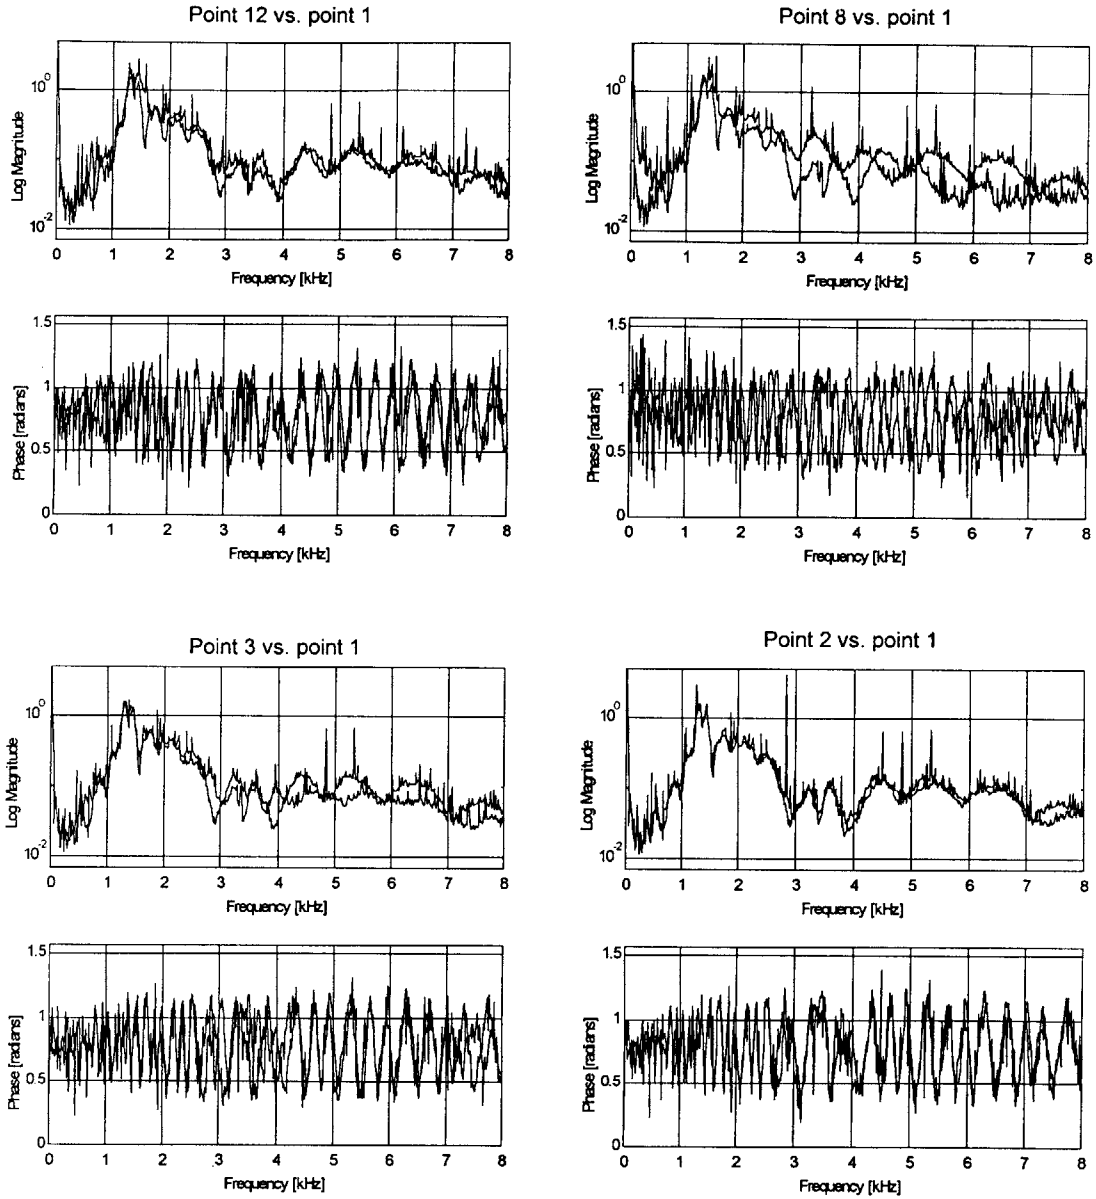 Point 12 vs. point 1
Point 8 vs. point 1
Log Magnitude
10^0
10^-2
0 1 2 3 4 5 6 7 8
Frequency [kHz]
Log Magnitude
10^0
10^-2
0 1 2 3 4 5 6 7 8
Frequency [kHz]
Phase [radians]
1.5
1
0.5
0
0 1 2 3 4 5 6 7 8
Frequency [kHz]
Phase [radians]
1.5
1
0.5
0
0 1 2 3 4 5 6 7 8
Frequency [kHz]
Point 3 vs. point 1
Point 2 vs. point 1
Log Magnitude
10^0
10^-2
0 1 2 3 4 5 6 7 8
Frequency [kHz]
Log Magnitude
10^0
10^-2
0 1 2 3 4 5 6 7 8
Frequency [kHz]
Phase [radians]
1.5
1
0.5
0
0 1 2 3 4 5 6 7 8
Frequency [kHz]
Phase [radians]
1.5
1
0.5
0
0 1 2 3 4 5 6 7 8
Frequency [kHz]